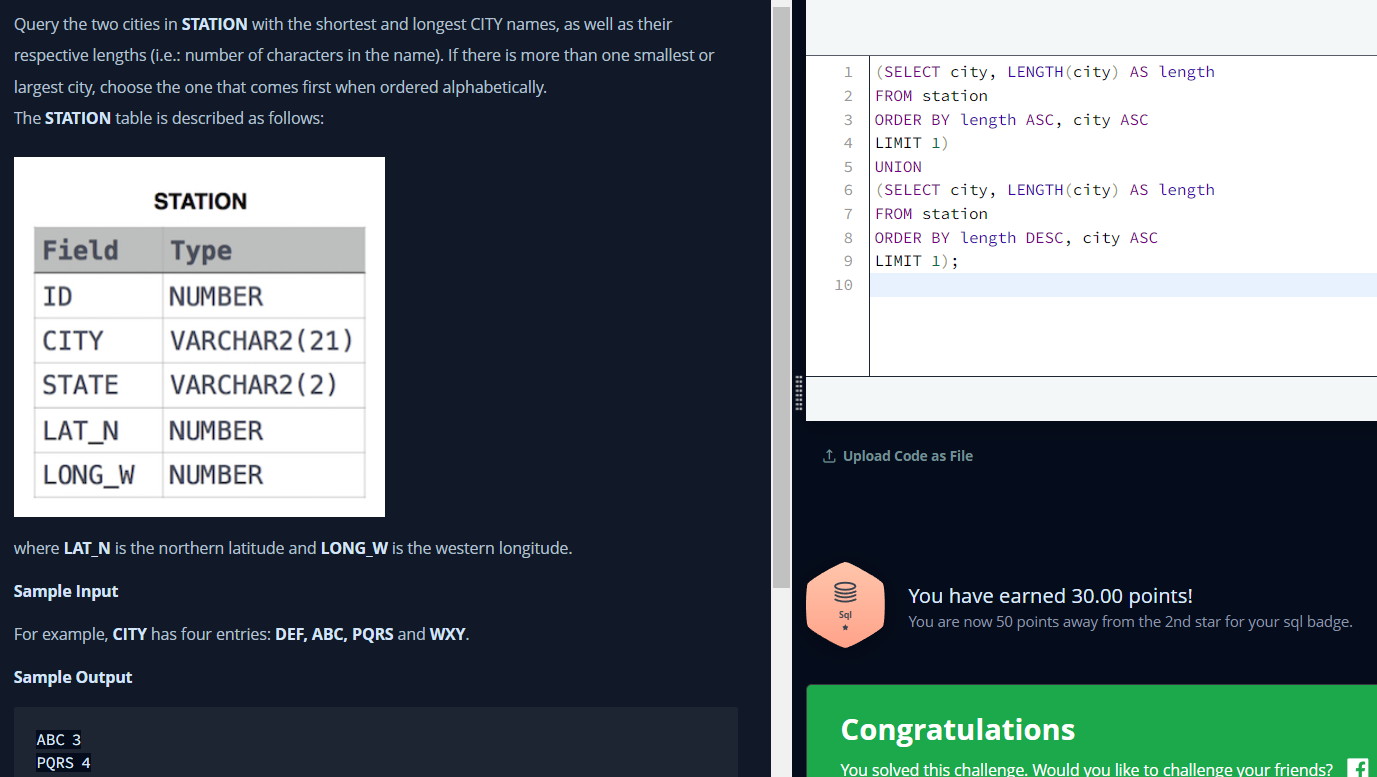 Query the two cities in STATION with the shortest and longest CITY names, as well as their
respective lengths (i.e.: number of characters in the name). If there is more than one smallest or
largest city, choose the one that comes first when ordered alphabetically.
The STATION table is described as follows:
STATION
Field Type
ID NUMBER
CITY VARCHAR2(21)
STATE VARCHAR2(2)
LAT_N NUMBER
LONG_W NUMBER
where LAT_N is the northern latitude and LONG_W is the western longitude.
Sample Input
For example, CITY has four entries: DEF, ABC, PQRS and WXY.
Sample Output
ABC 3
PQRS 4
1 (SELECT city, LENGTH(city) AS length
2 FROM station
3 ORDER BY length ASC, city ASC
4 LIMIT 1)
5 UNION
6 (SELECT city, LENGTH(city) AS length
7 FROM station
8 ORDER BY length DESC, city ASC
9 LIMIT 1);
10
Upload Code as File
Sql
You have earned 30.00 points!
You are now 50 points away from the 2nd star for your sql badge.
Congratulations
You solved this challenge. Would you like to challenge your friends?